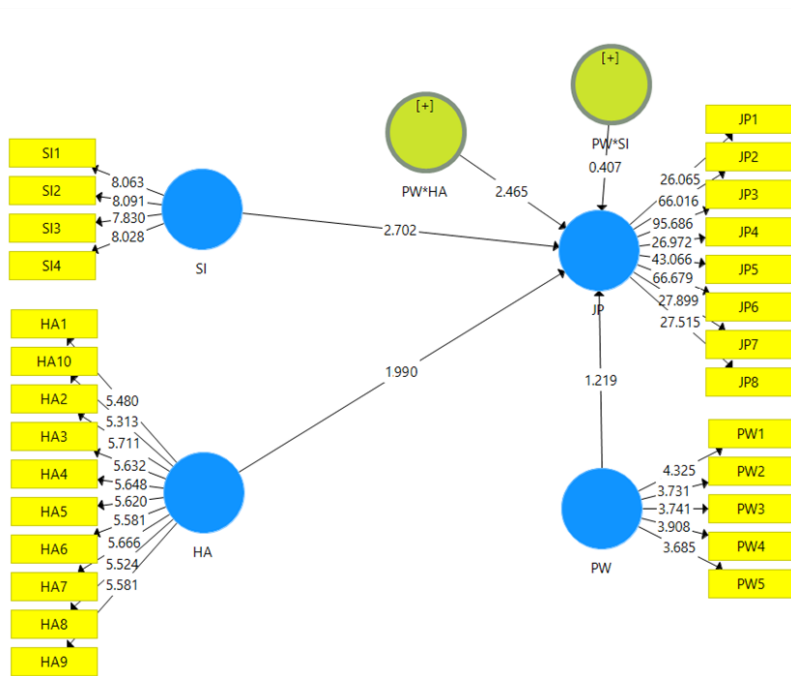 [+]
PW*SI
0.407
[+]
PW*HA
2.465
SI1
SI2
SI3
SI4
8.063
8.091
7.830
8.028
SI
2.702
JP
JP1
JP2
JP3
JP4
JP5
JP6
JP7
JP8
26.065
66.016
95.686
26.972
43.066
66.679
27.899
27.515
HA1
HA10
HA2
HA3
HA4
HA5
HA6
HA7
HA8
HA9
5.480
5.313
5.711
5.632
5.648
5.620
5.581
5.666
5.524
5.581
HA
1.990
1.219
PW
4.325
3.731
3.741
3.908
3.685
PW1
PW2
PW3
PW4
PW5